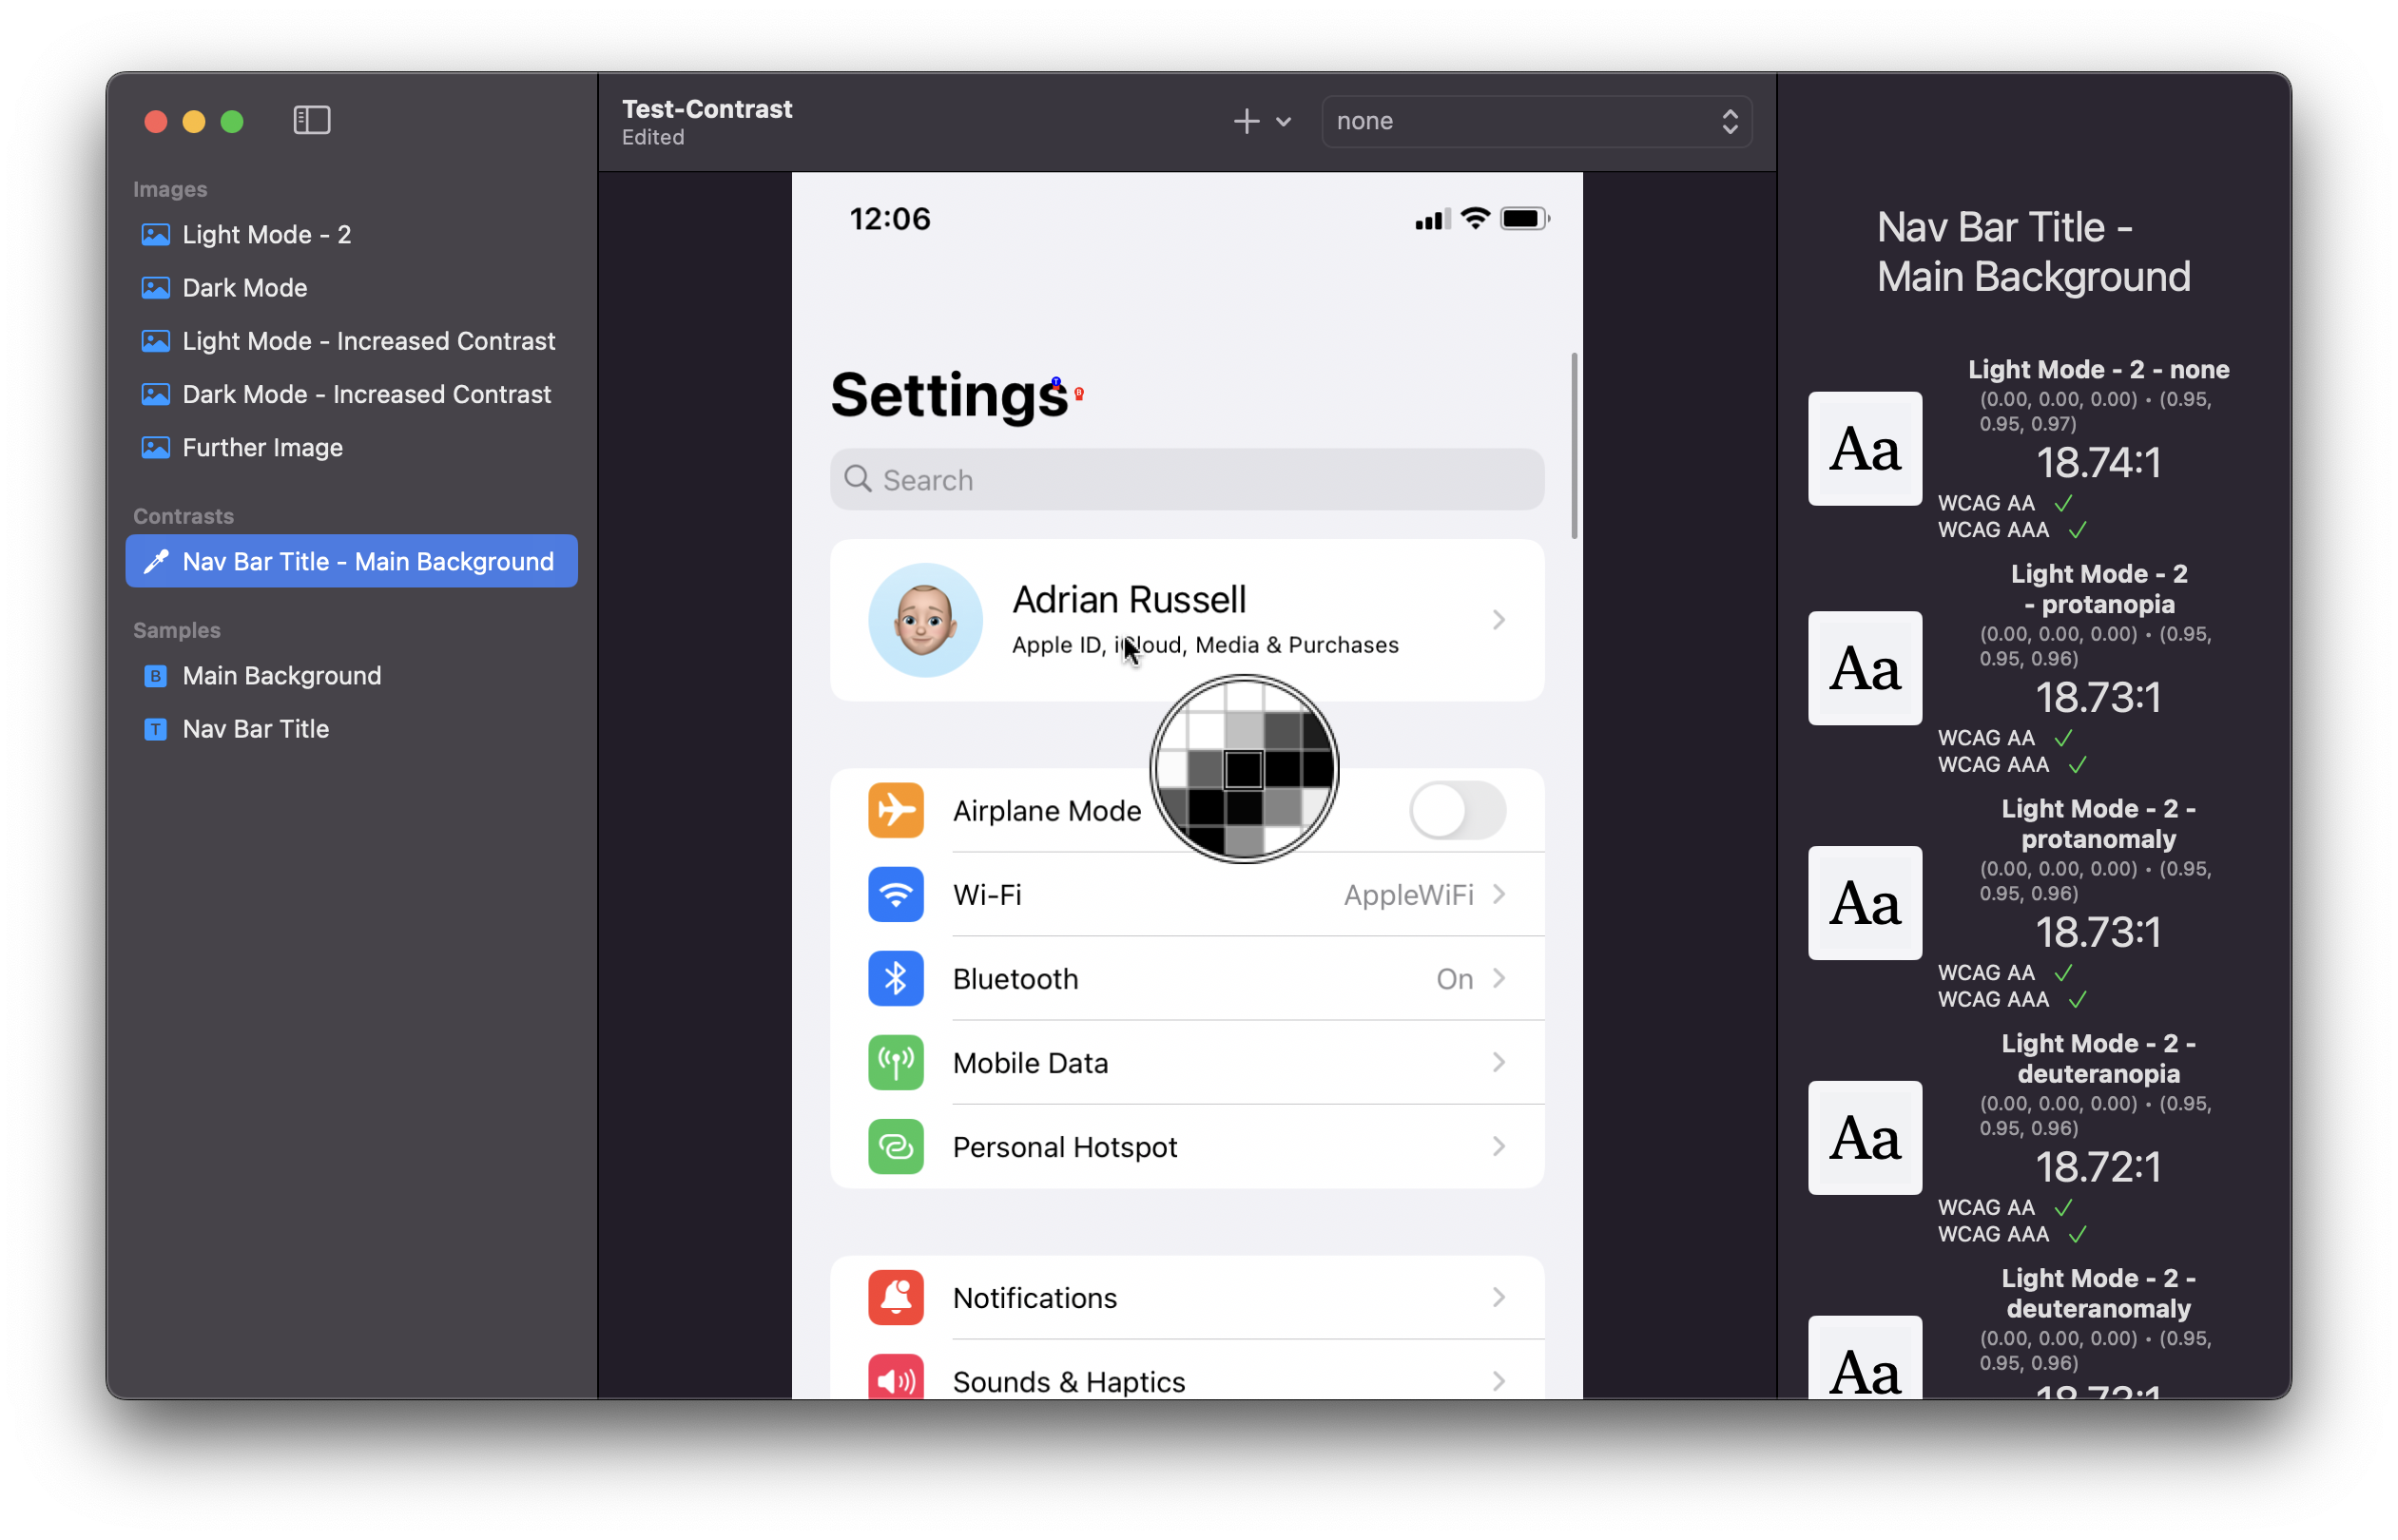 Test-Contrast
Edited
none
Images
Light Mode - 2
Dark Mode
Light Mode - Increased Contrast
Dark Mode - Increased Contrast
Further Image
Contrasts
Nav Bar Title - Main Background
Samples
B Main Background
T Nav Bar Title
12:06
Settings
T
B
Search
Adrian Russell
Apple ID, iCloud, Media & Purchases
Airplane Mode
Wi-Fi
AppleWiFi
Bluetooth
On
Mobile Data
Personal Hotspot
Notifications
Sounds & Haptics
Nav Bar Title -
Main Background
Light Mode - 2 - none
(0.00, 0.00, 0.00) • (0.95,
0.95, 0.97)
Aa
18.74:1
WCAG AA ✓
WCAG AAA ✓
Light Mode - 2
- protanopia
(0.00, 0.00, 0.00) • (0.95,
0.95, 0.96)
Aa
18.73:1
WCAG AA ✓
WCAG AAA ✓
Light Mode - 2 -
protanomaly
(0.00, 0.00, 0.00) • (0.95,
0.95, 0.96)
Aa
18.73:1
WCAG AA ✓
WCAG AAA ✓
Light Mode - 2 -
deuteranopia
(0.00, 0.00, 0.00) • (0.95,
0.95, 0.96)
Aa
18.72:1
WCAG AA ✓
WCAG AAA ✓
Light Mode - 2 -
deuteranomaly
(0.00, 0.00, 0.00) • (0.95,
0.95, 0.96)
Aa